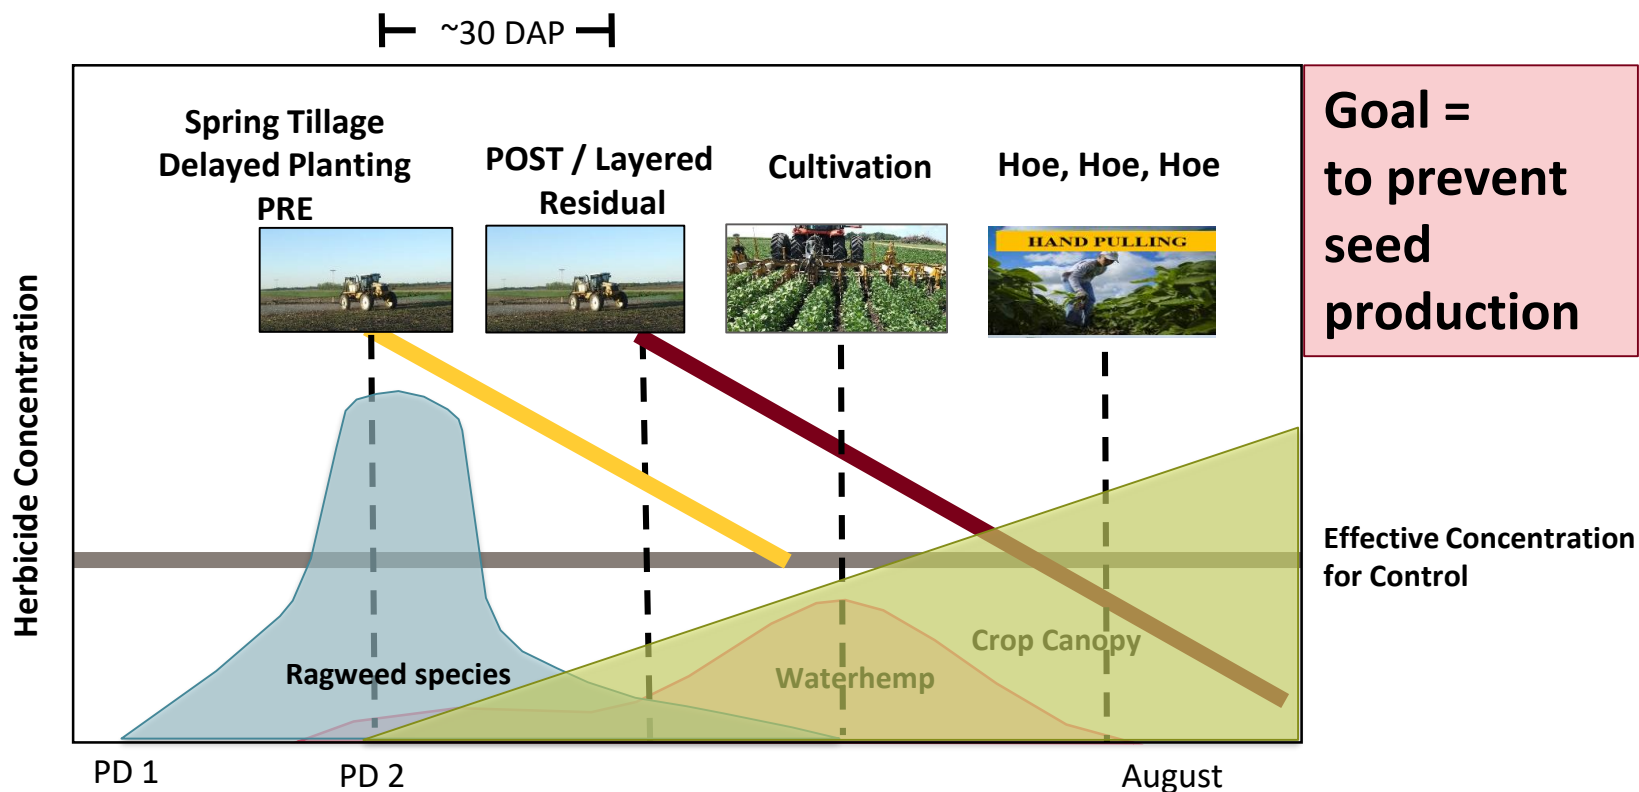 ~30 DAP
Spring Tillage
Delayed Planting
PRE
POST / Layered
Residual
Cultivation
Hoe, Hoe, Hoe
HAND PULLING
Goal =
to prevent
seed
production
Herbicide Concentration
Effective Concentration
for Control
Ragweed species
Waterhemp
Crop Canopy
PD 1
PD 2
August